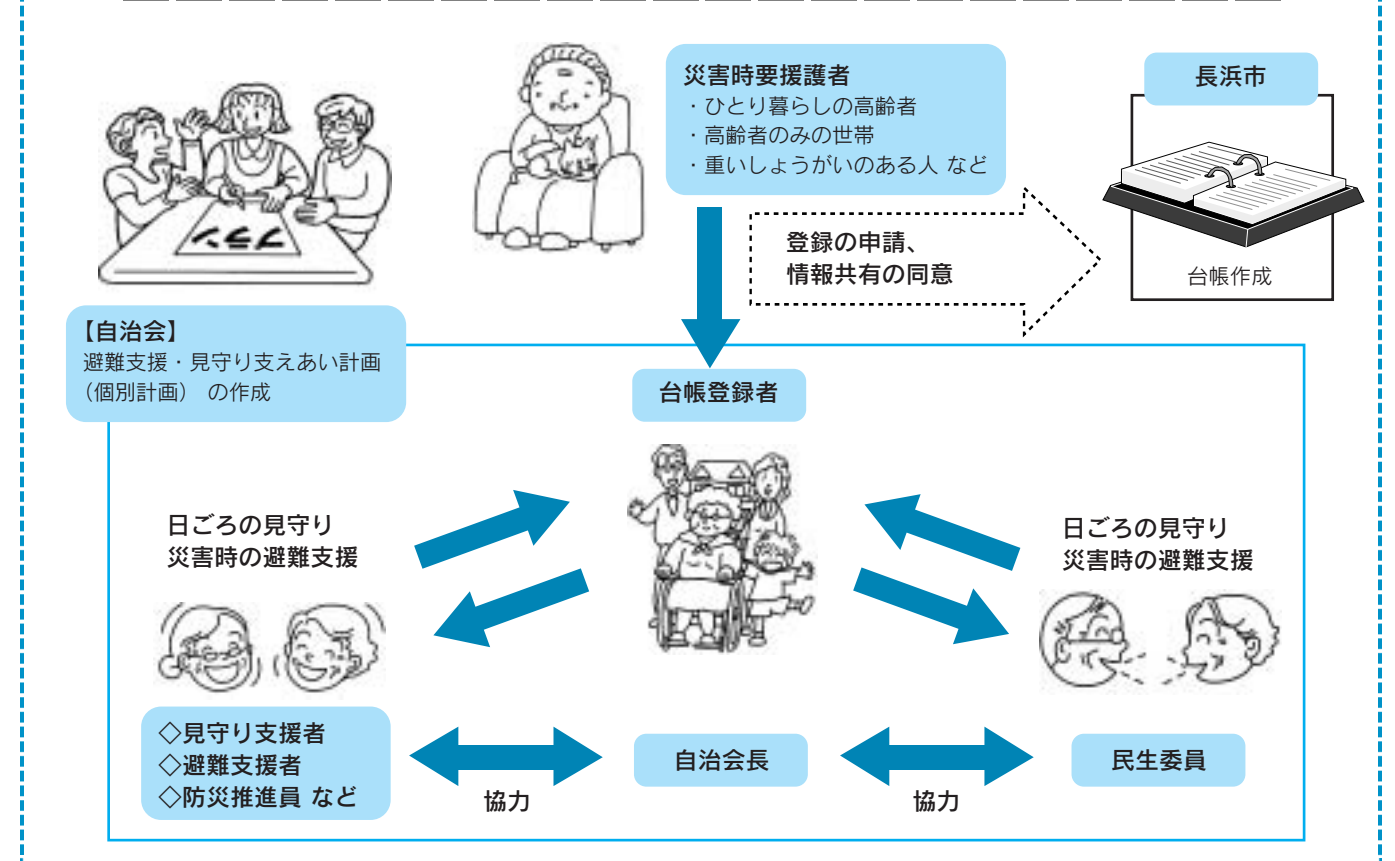 災害時要援護者
・ひとり暮らしの高齢者
・高齢者のみの世帯
・重いしょうがいのある人 など
長浜市
台帳作成
登録の申請、
情報共有の同意
【自治会】
避難支援・見守り支えあい計画
（個別計画） の作成
台帳登録者
日ごろの見守り
災害時の避難支援
日ごろの見守り
災害時の避難支援
◇見守り支援者
◇避難支援者
◇防災推進員 など
協力
自治会長
協力
民生委員